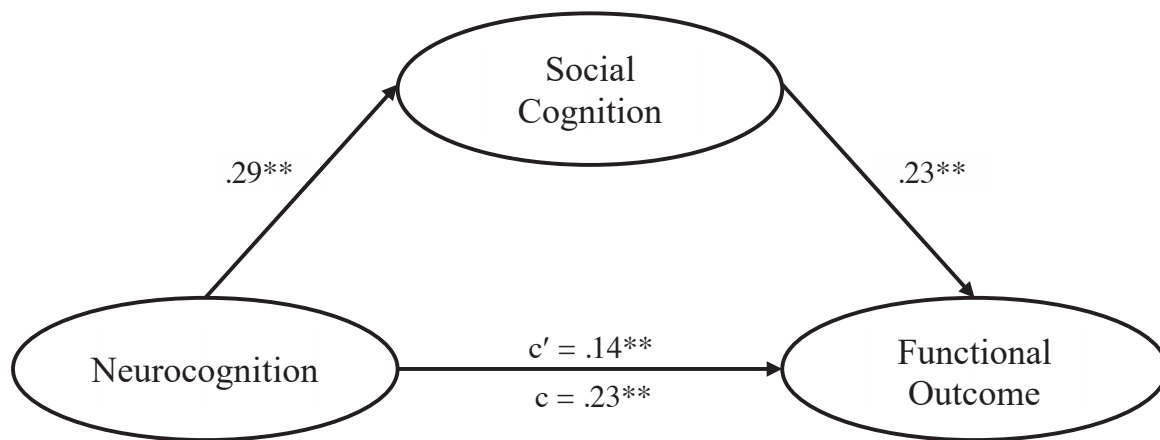 Social
Cognition
.29**
.23**
Neurocognition
c′ = .14**
c = .23**
Functional
Outcome